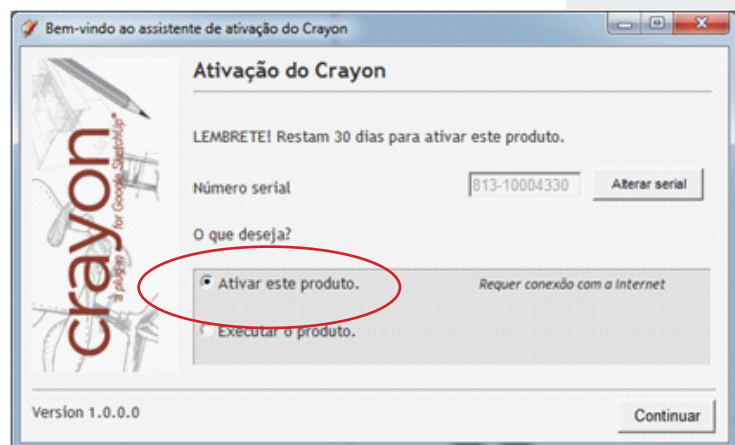 Bem-vindo ao assistente de ativação do Crayon
Ativação do Crayon
crayon
a plug-in for Google SketchUp®
LEMBRETE! Restam 30 dias para ativar este produto.
Número serial
813-10004330
Alterar serial
O que deseja?
Ativar este produto.
Requer conexão com a Internet
Executar o produto.
Version 1.0.0.0
Continuar